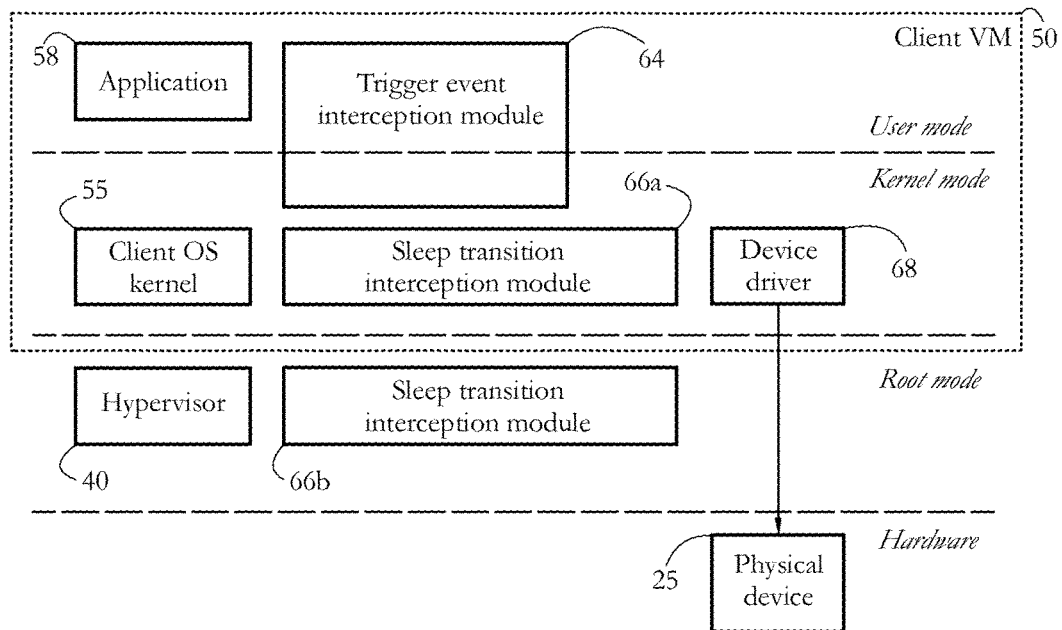 Client VM
50
58
Application
Trigger event
interception module
64
User mode
Kernel mode
55
66a
Client OS
kernel
Sleep transition
interception module
Device
driver
68
Root mode
Hypervisor
Sleep transition
interception module
40
66b
Hardware
25
Physical
device